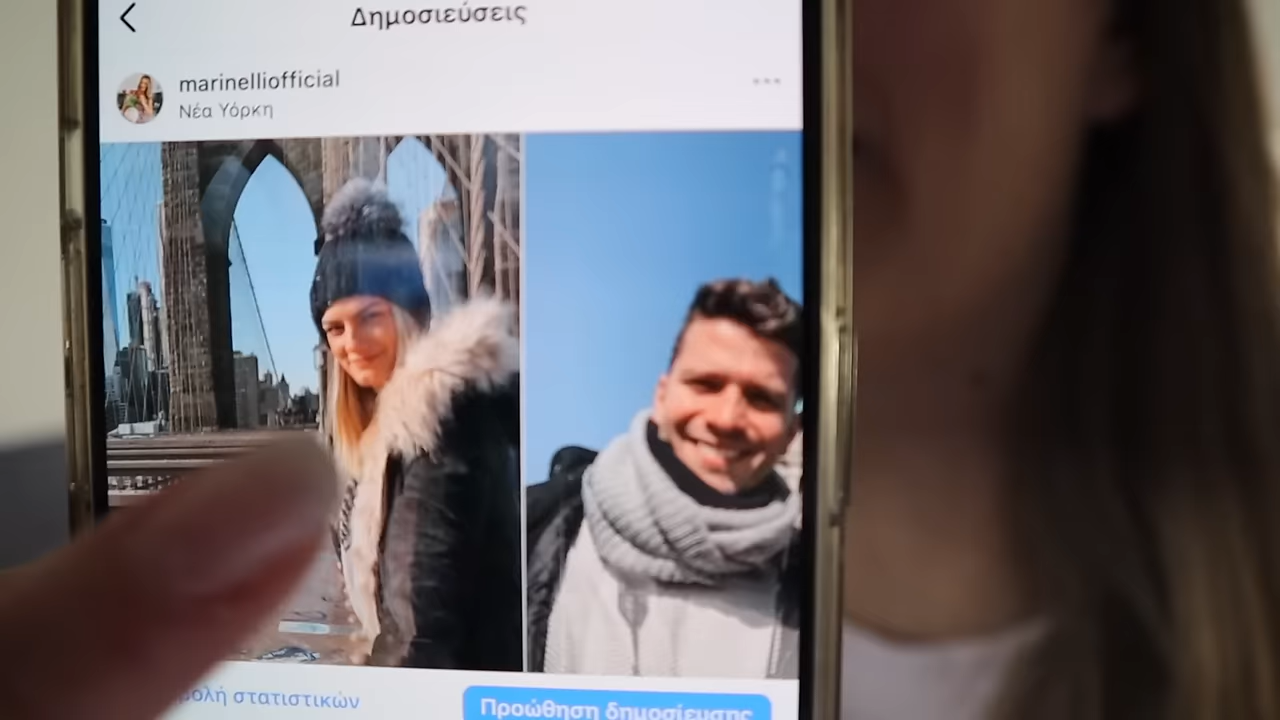 Δημοσιεύσεις
marinelliofficial
Νέα Υόρκη
στατιστικών
Προώθηση δημοσίευσης